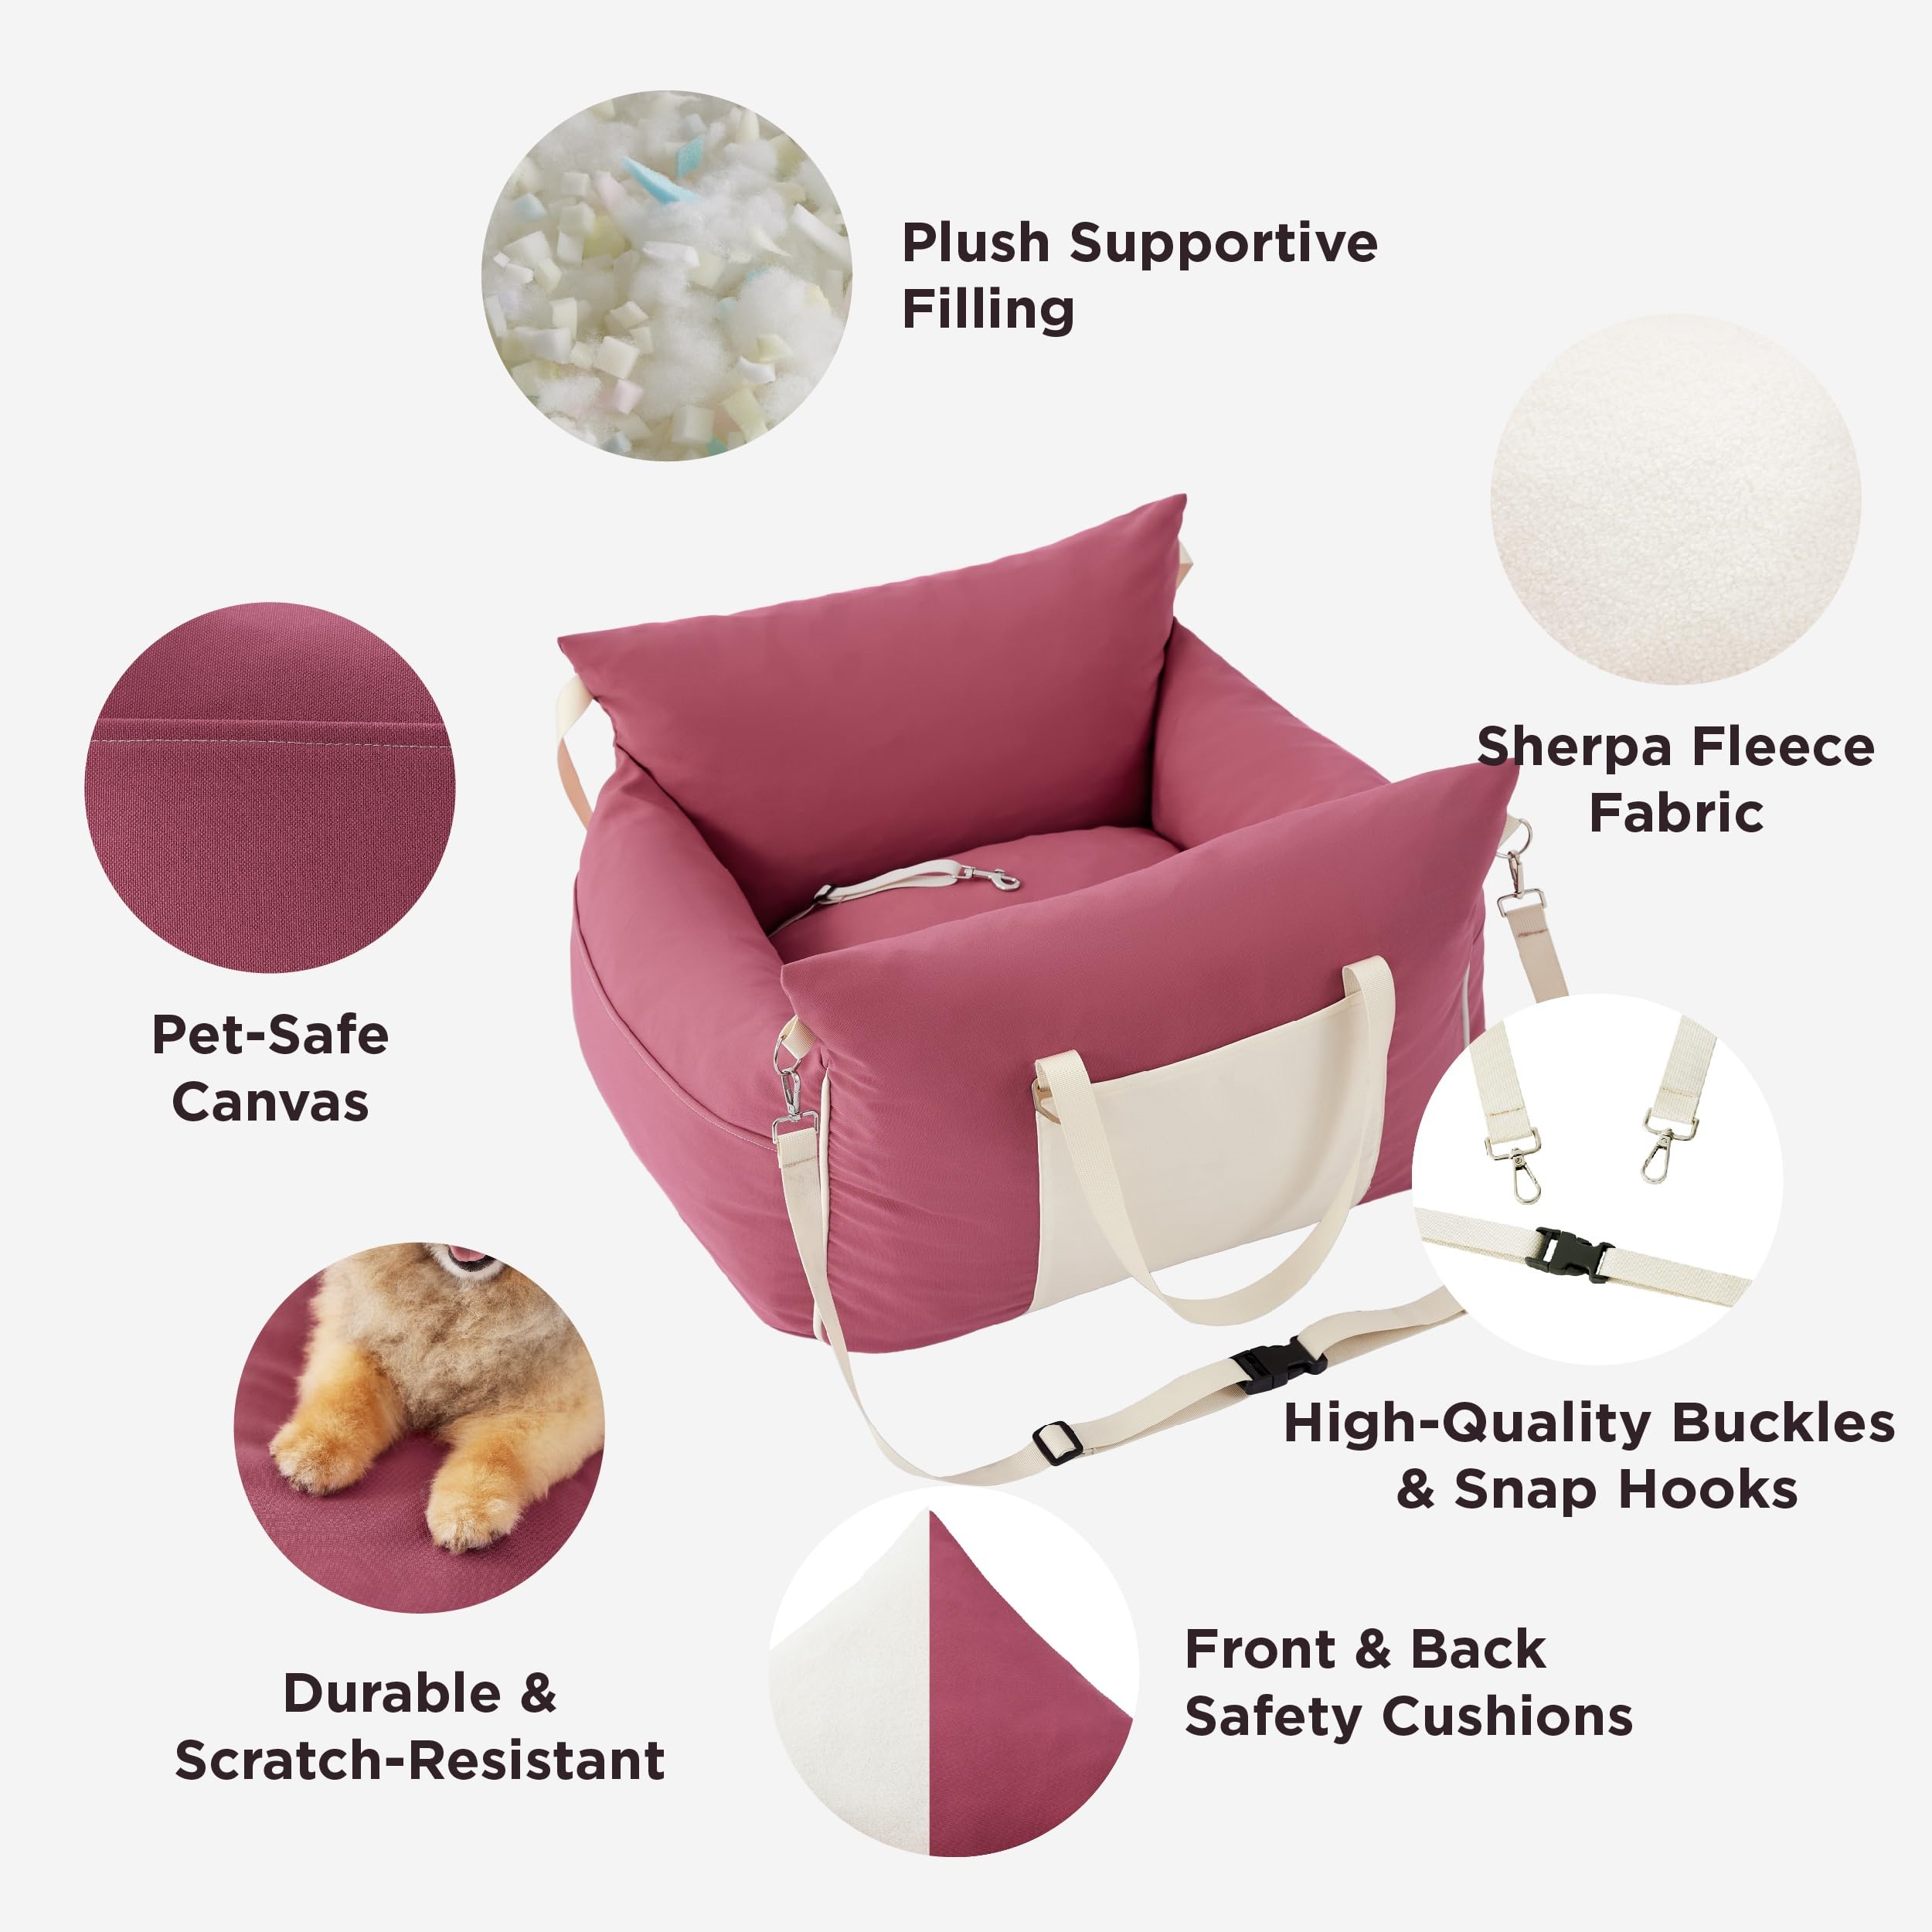 Plush Supportive
Filling
Sherpa Fleece
Fabric
Pet-Safe
Canvas
High-Quality Buckles
& Snap Hooks
Durable &
Scratch-Resistant
Front & Back
Safety Cushions